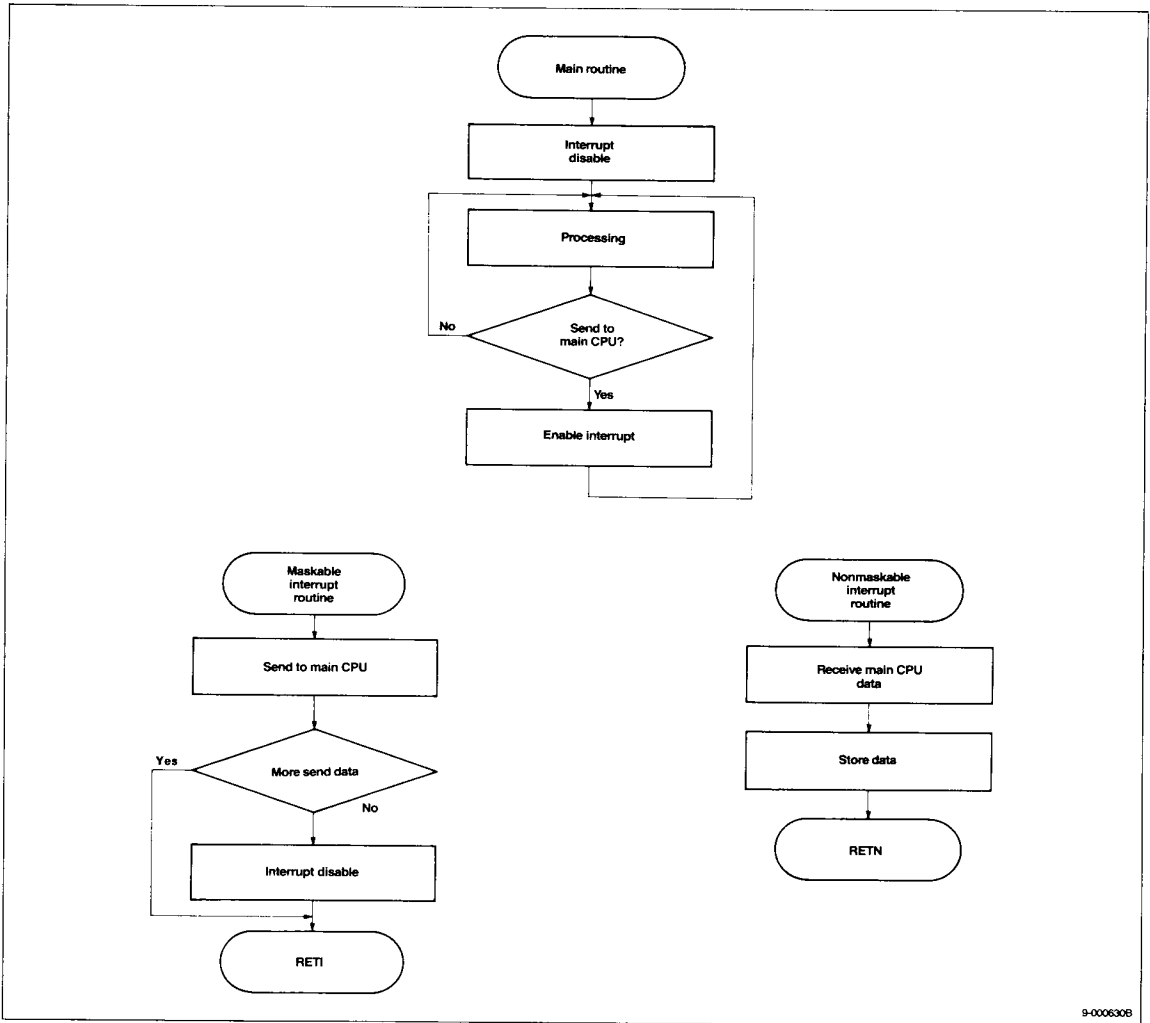 Main routine
Interrupt
disable
Processing
No
Send to
main CPU?
Yes
Enable interrupt
Maskable
interrupt
routine
Send to main CPU
Yes
More send data
No
Interrupt disable
RETI
Nonmaskable
interrupt
routine
Receive main CPU
data
Store data
RETN
9-000630B